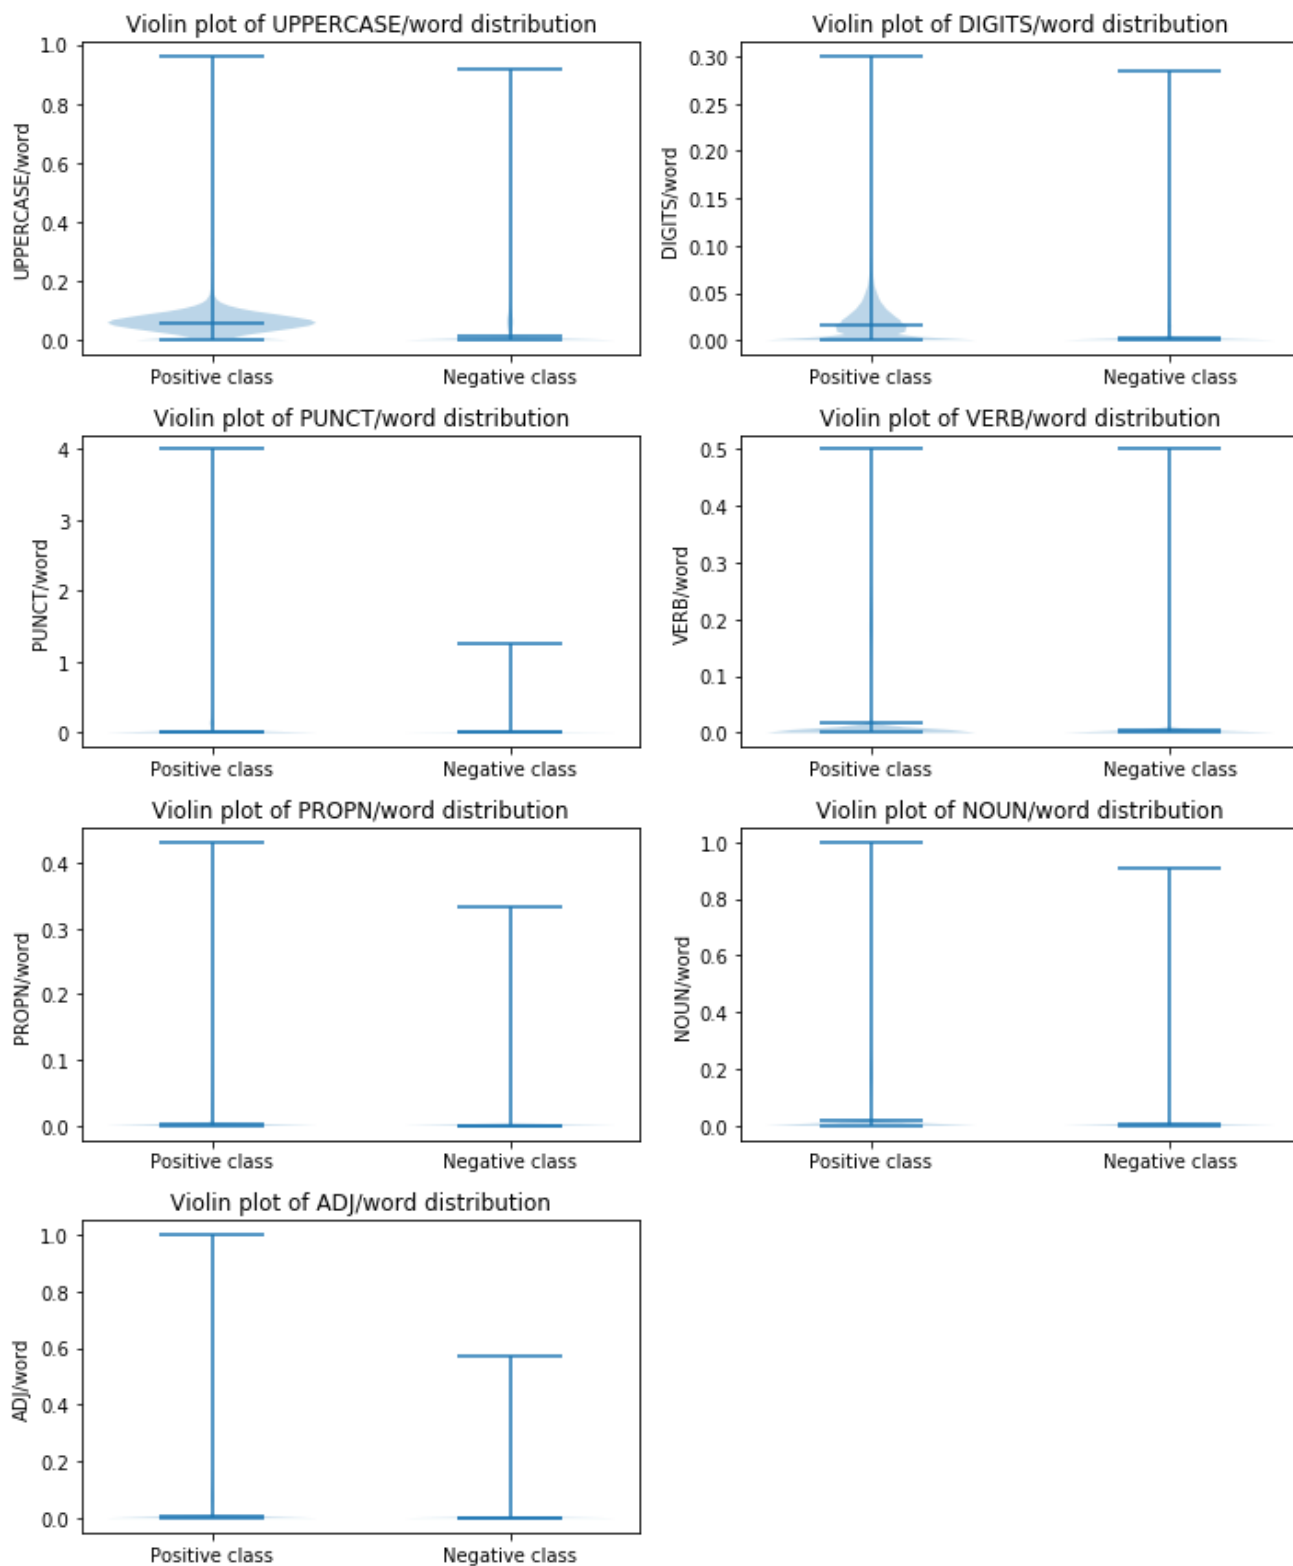 Violin plot of UPPERCASE/word distribution
UPPERCASE/word
1.0
0.8
0.6
0.4
0.2
0.0
Positive class Negative class
Violin plot of DIGITS/word distribution
DIGITS/word
0.30
0.25
0.20
0.15
0.10
0.05
0.00
Positive class Negative class
Violin plot of PUNCT/word distribution
PUNCT/word
4
3
2
1
0
Positive class Negative class
Violin plot of VERB/word distribution
VERB/word
0.5
0.4
0.3
0.2
0.1
0.0
Positive class Negative class
Violin plot of PROPN/word distribution
PROPN/word
0.4
0.3
0.2
0.1
0.0
Positive class Negative class
Violin plot of NOUN/word distribution
NOUN/word
1.0
0.8
0.6
0.4
0.2
0.0
Positive class Negative class
Violin plot of ADJ/word distribution
ADJ/word
1.0
0.8
0.6
0.4
0.2
0.0
Positive class Negative class